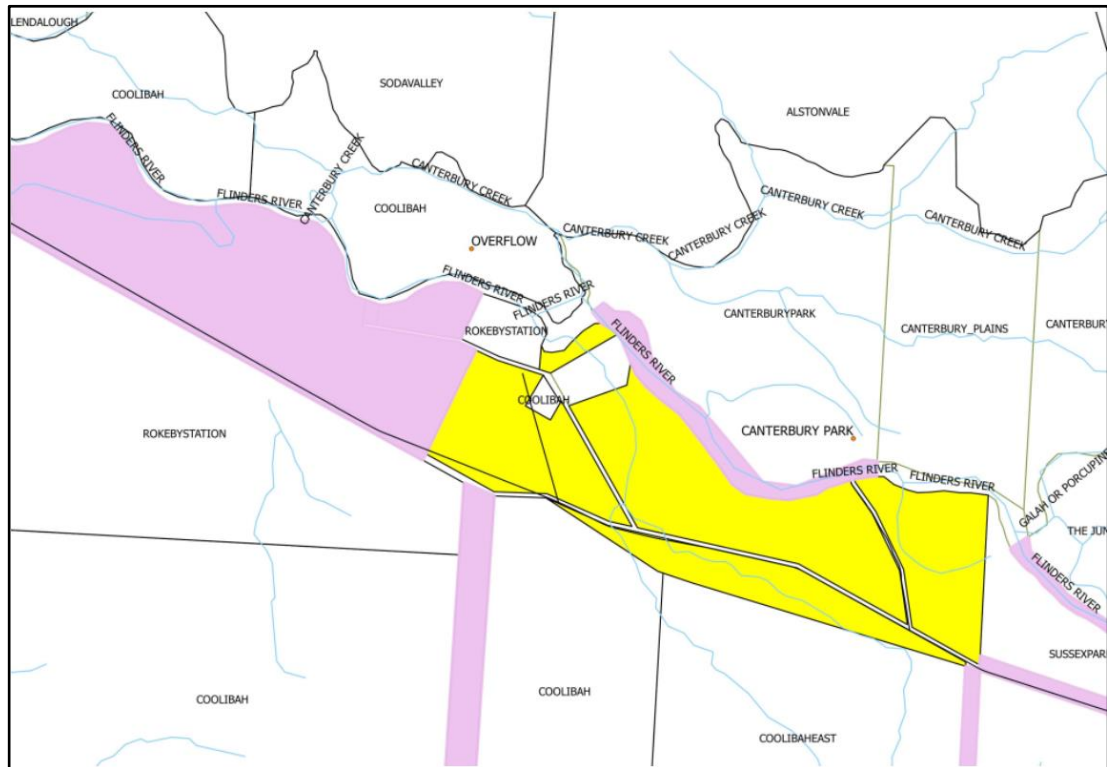 LENDALOUGH
SODAVALLEY
COOLIBAH
ALSTONVALE
FLINDERS RIVER
CANTERBURY CREEK
CANTERBURY CREEK
FLINDERS RIVER
COOLIBAH
CANTERBURY CREEK
CANTERBURY CREEK
CANTERBURY CREEK
CANTERBURY CREEK
OVERFLOW
FLINDERS RIVER
FLINDERS RIVER
CANTERBURYPARK
CANTERBURY_PLAINS
CANTERBURY
ROKEBYSTATION
FLINDERS RIVER
COOLIBAH
ROKEBYSTATION
CANTERBURY PARK
FLINDERS RIVER
FLINDERS RIVER
GALAH OR PORCUPINE
THE JUN
FLINDERS RIVER
SUSSEXPAR
COOLIBAH
COOLIBAH
COOLIBAHEAST